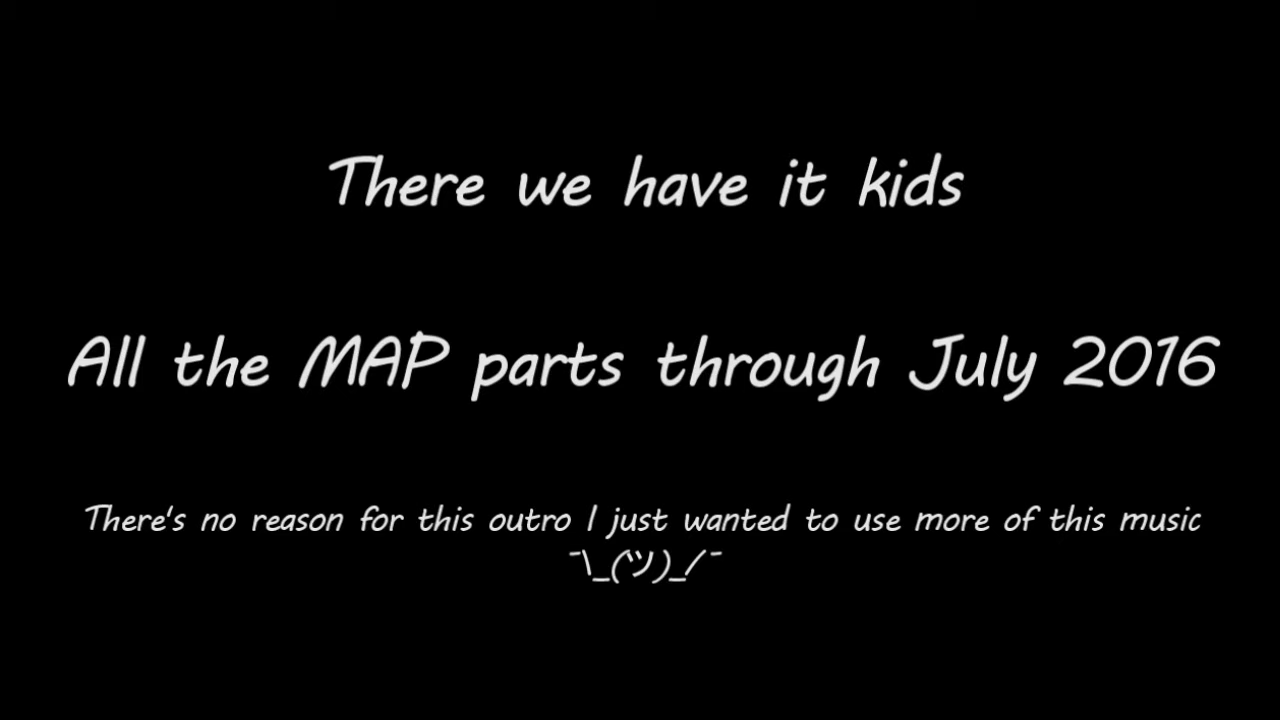 There we have it kids
All the MAP parts through July 2016
There's no reason for this outro I just wanted to use more of this music
¯\_(ツ)_/¯